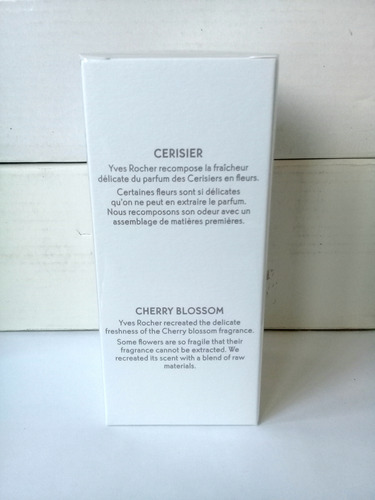 CERISIER
Yves Rocher recompose la fraîcheur
délicate du parfum des Cerisiers en fleurs.
Certaines fleurs sont si délicates
qu'on ne peut en extraire le parfum.
Nous recomposons son odeur avec un
assemblage de matières premières.
CHERRY BLOSSOM
Yves Rocher recreated the delicate
freshness of the Cherry blossom fragrance.
Some flowers are so fragile that their
fragrance cannot be extracted. We
recreated its scent with a blend of raw
materials.